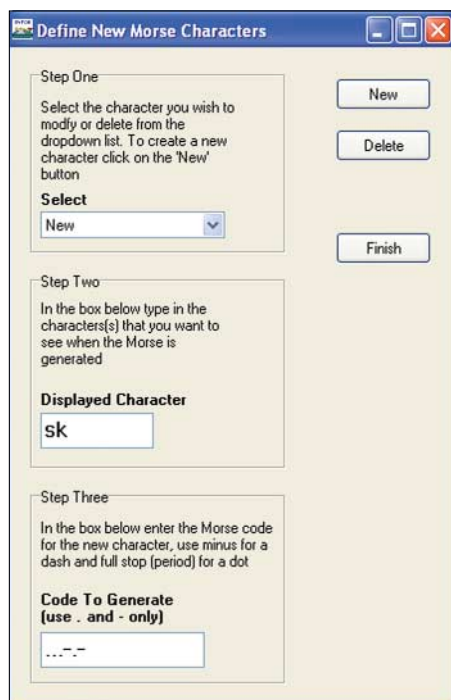 Define New Morse Characters
Step One
Select the character you wish to
modfy or delete from the
dropdown list. To create a new
character click on the 'New'
button
Select
New
New
Delete
Finish
Step Two
In the box below type in the
characters(s) that you want to
see when the Morse is
generated
Displayed Character
sk
Step Three
In the box below enter the Morse code
for the new character, use minus for a
dash and full stop (period) for a dot
Code To Generate
(use . and - only)
...-.-